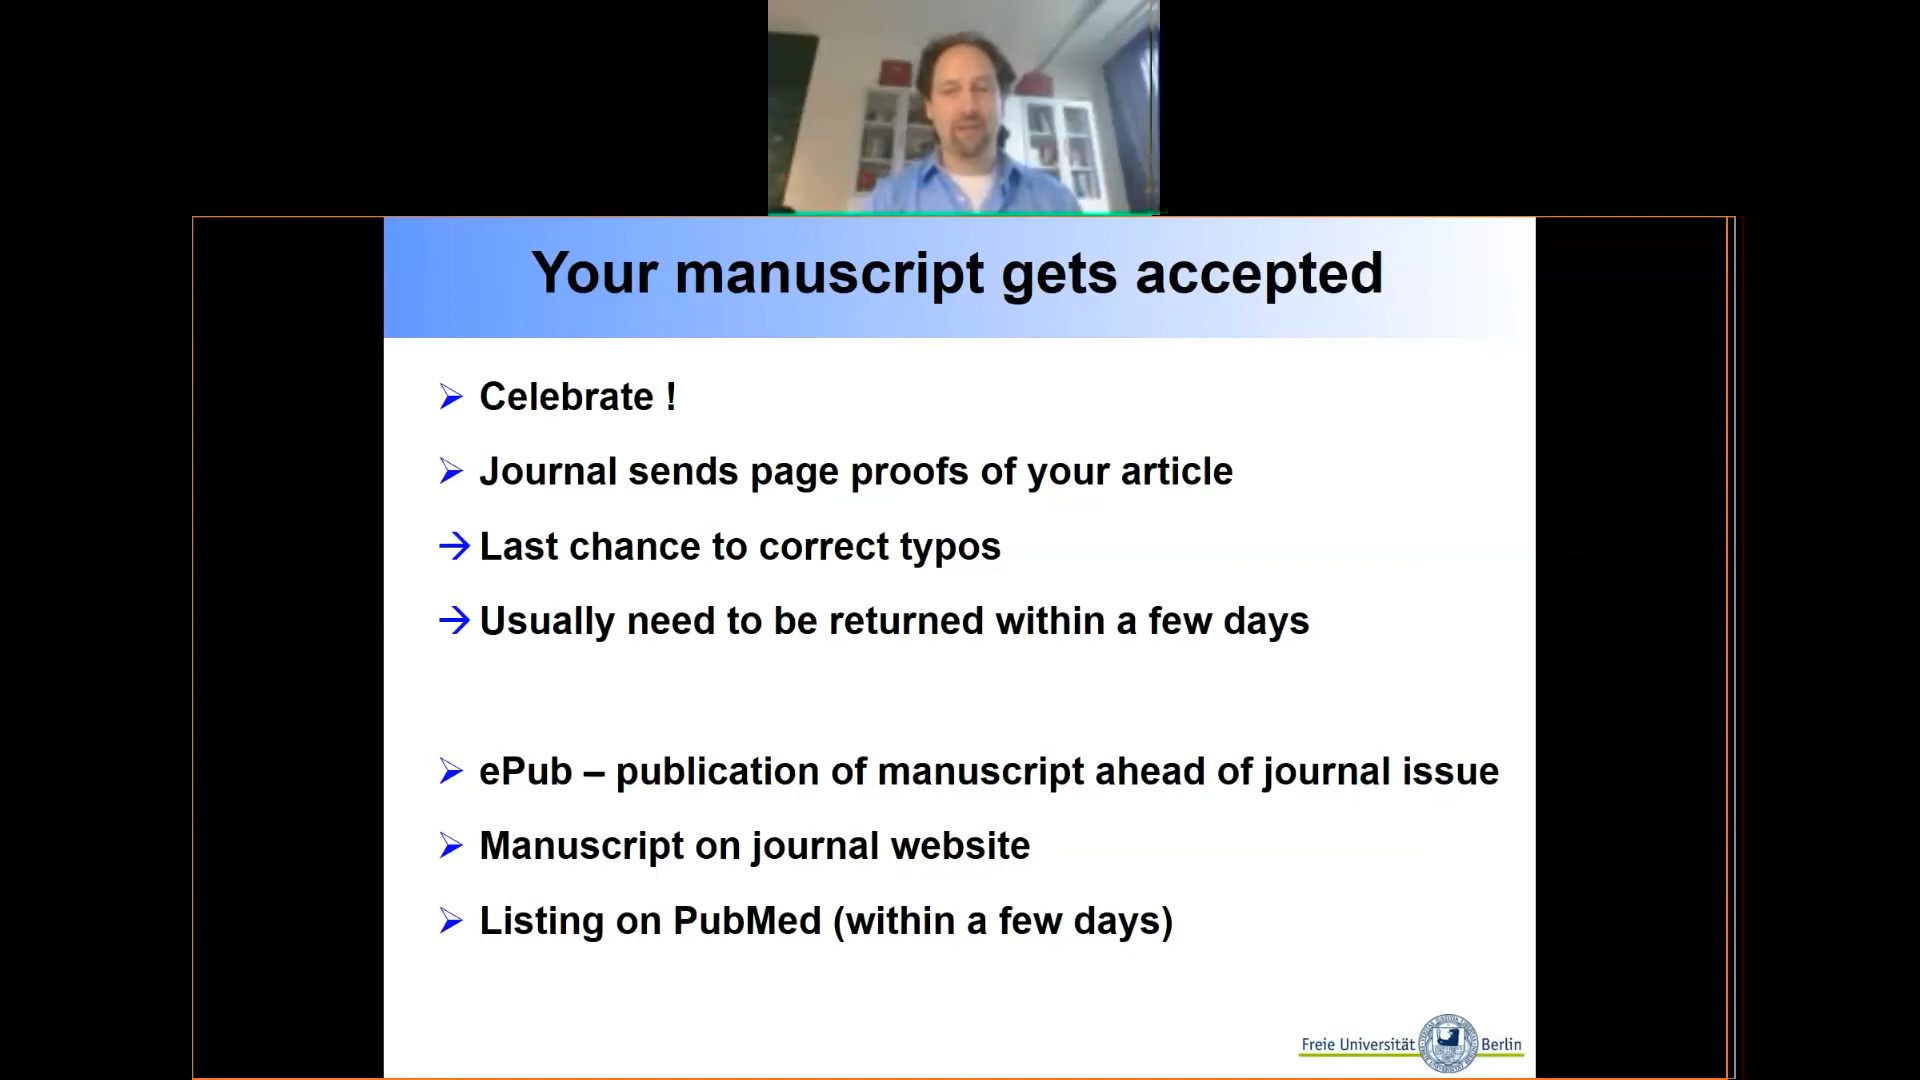 Your manuscript gets accepted
➢ Celebrate !
➢ Journal sends page proofs of your article
→ Last chance to correct typos
→ Usually need to be returned within a few days
➢ ePub – publication of manuscript ahead of journal issue
➢ Manuscript on journal website
➢ Listing on PubMed (within a few days)
Freie Universität Berlin